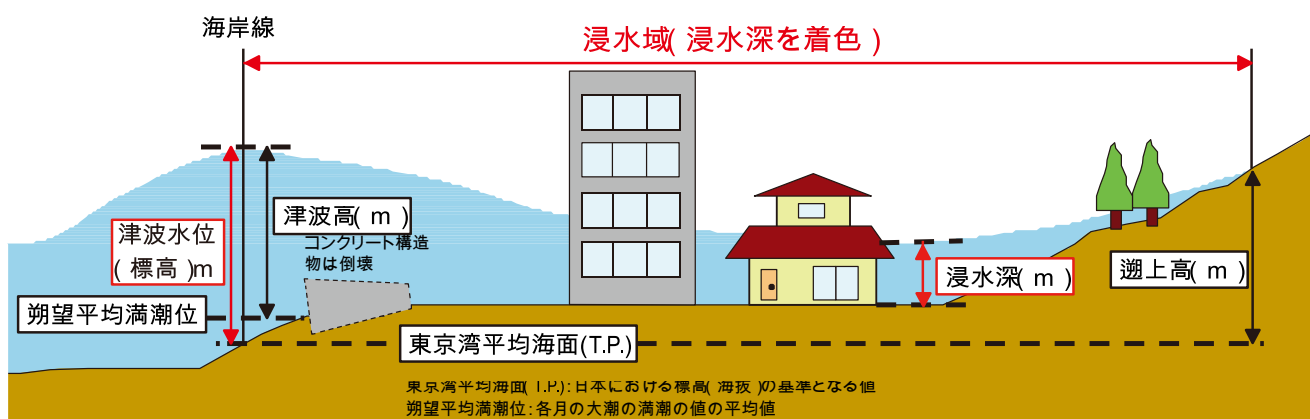 海岸線
浸水域(浸水深を着色)
津波高(m)
コンクリート構造
物は倒壊
津波水位
(標高)m
朔望平均満潮位
浸水深(m)
遡上高(m)
東京湾平均海面(T.P.)
東京湾平均海面(T.P.):日本における標高(海抜)の基準となる値
朔望平均満潮位:各月の大潮の満潮の値の平均値